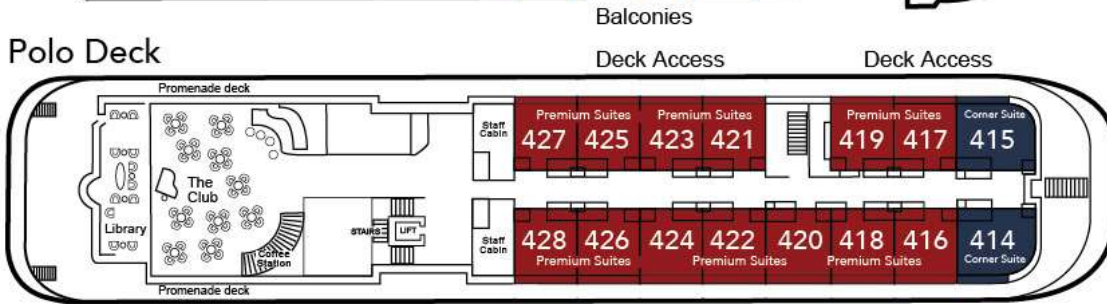 Balconies
Polo Deck
Deck Access
Deck Access
Promenade deck
Staff
Cabin
Premium Suites
Premium Suites
Premium Suites
Corner Suite
427 425 423 421 419 417 415
The
Club
Library
Coffee
Station
STAIRS
LIFT
Staff
Cabin
428 426 424 422 420 418 416 414
Premium Suites
Premium Suites
Premium Suites
Corner Suite
Promenade deck